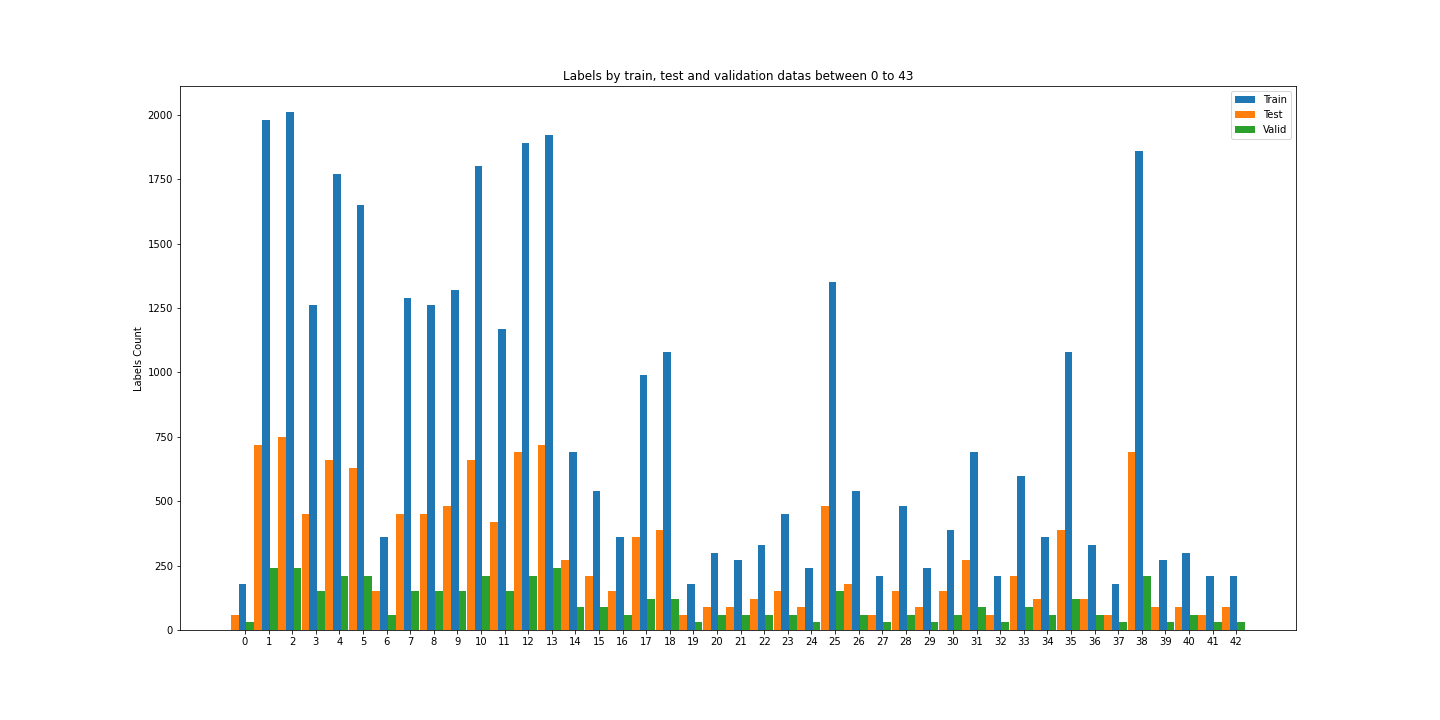 Labels by train, test and validation datas between 0 to 43
Train
Test
Valid
Labels Count
2000
1750
1500
1250
1000
750
500
250
0
0 1 2 3 4 5 6 7 8 9 10 11 12 13 14 15 16 17 18 19 20 21 22 23 24 25 26 27 28 29 30 31 32 33 34 35 36 37 38 39 40 41 42